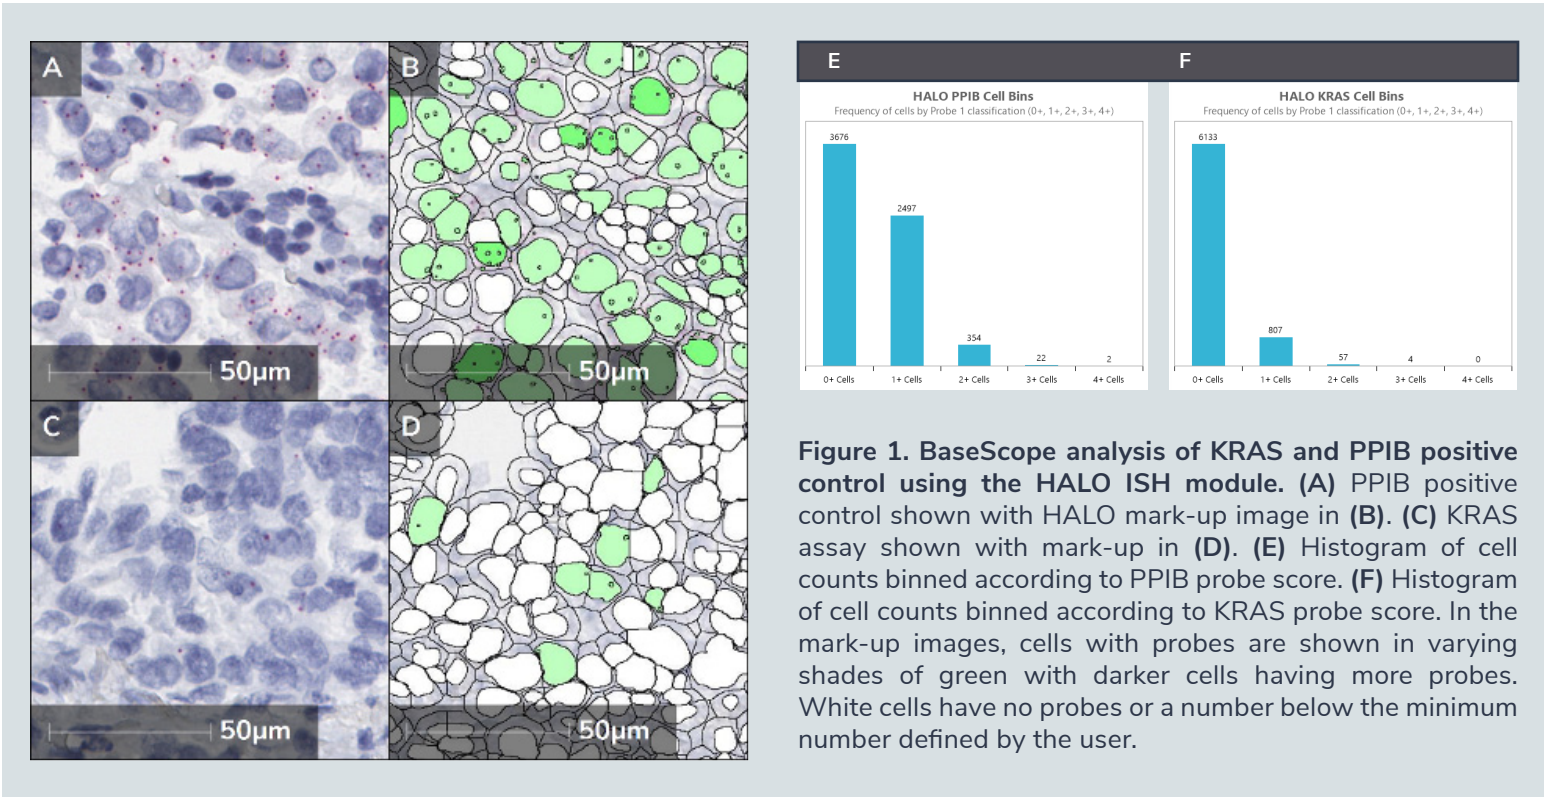 A
B
50μm
50μm
C
D
50μm
50μm
E
F
HALO PPIB Cell Bins
Frequency of cells by Probe 1 classification (0+, 1+, 2+, 3+, 4+)
3676
2497
354
22
2
0+ Cells
1+ Cells
2+ Cells
3+ Cells
4+ Cells
HALO KRAS Cell Bins
Frequency of cells by Probe 1 classification (0+, 1+, 2+, 3+, 4+)
6133
807
57
4
0
0+ Cells
1+ Cells
2+ Cells
3+ Cells
4+ Cells
Figure 1. BaseScope analysis of KRAS and PPIB positive
control using the HALO ISH module. (A) PPIB positive
control shown with HALO mark-up image in (B). (C) KRAS
assay shown with mark-up in (D). (E) Histogram of cell
counts binned according to PPIB probe score. (F) Histogram
of cell counts binned according to KRAS probe score. In the
mark-up images, cells with probes are shown in varying
shades of green with darker cells having more probes.
White cells have no probes or a number below the minimum
number defined by the user.